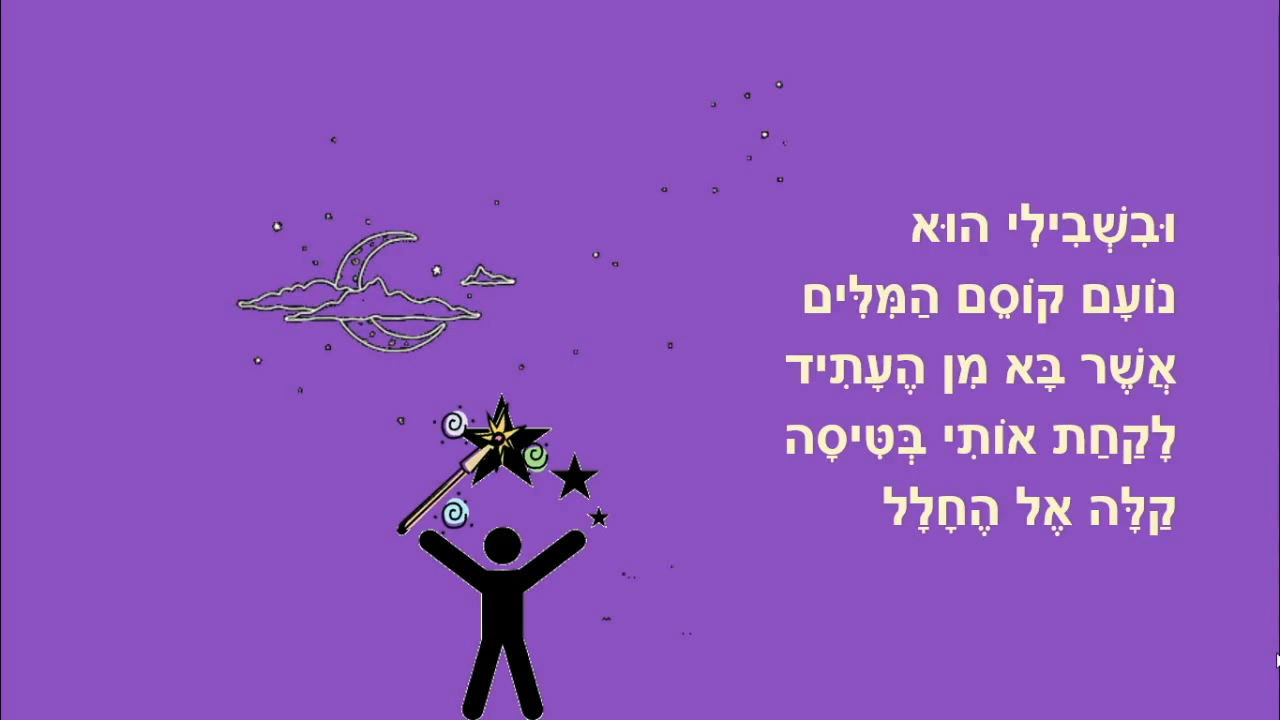 וּבִשְׁבִילִי הוּא
נוֹעָם קוֹסֵם הַמִּלִּים
אֲשֶׁר בָּא מִן הֶעָתִיד
לָקַחַת אוֹתִי בְּטִּיסָה
קַלָּה אֶל הֶחָלָל